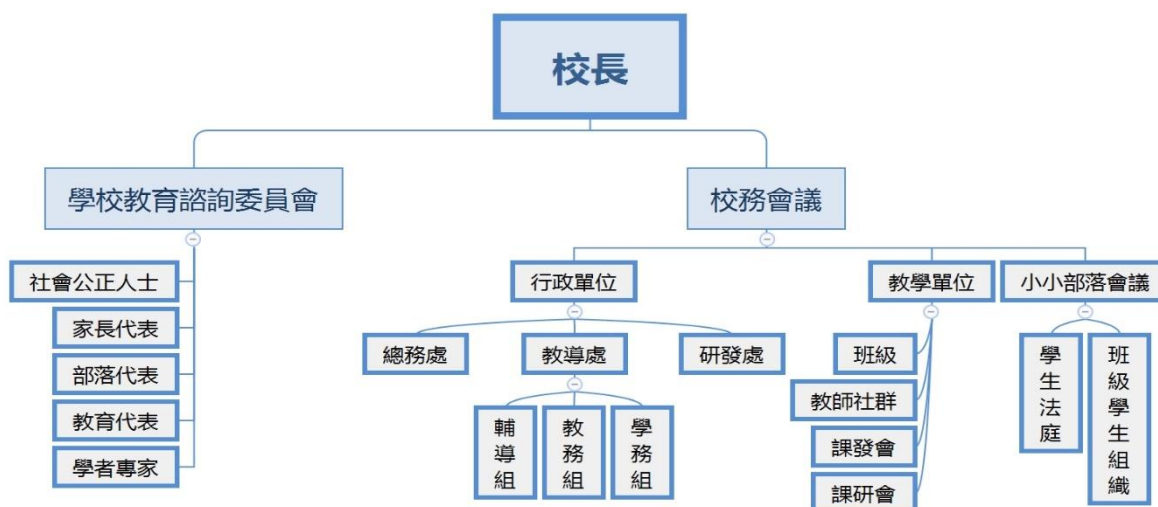 校長
學校教育諮詢委員會
校務會議
社會公正人士
家長代表
部落代表
教育代表
學者專家
行政單位
教學單位
小小部落會議
總務處
教導處
研發處
輔導組
教務組
學務組
班級
教師社群
課發會
課研會
學生法庭
班級學生組織